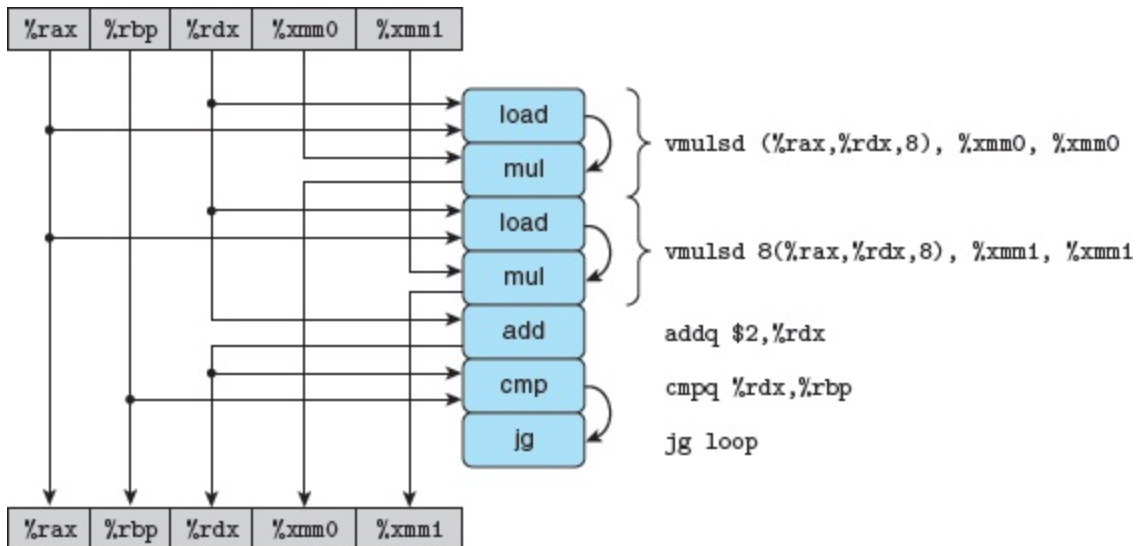 %rax %rbp %rdx %xmm0 %xmm1
load
mul
vmulsd (%rax,%rdx,8), %xmm0, %xmm0
load
mul
vmulsd 8(%rax,%rdx,8), %xmm1, %xmm1
add
addq $2,%rdx
cmp
cmpq %rdx,%rbp
jg
jg loop
%rax %rbp %rdx %xmm0 %xmm1